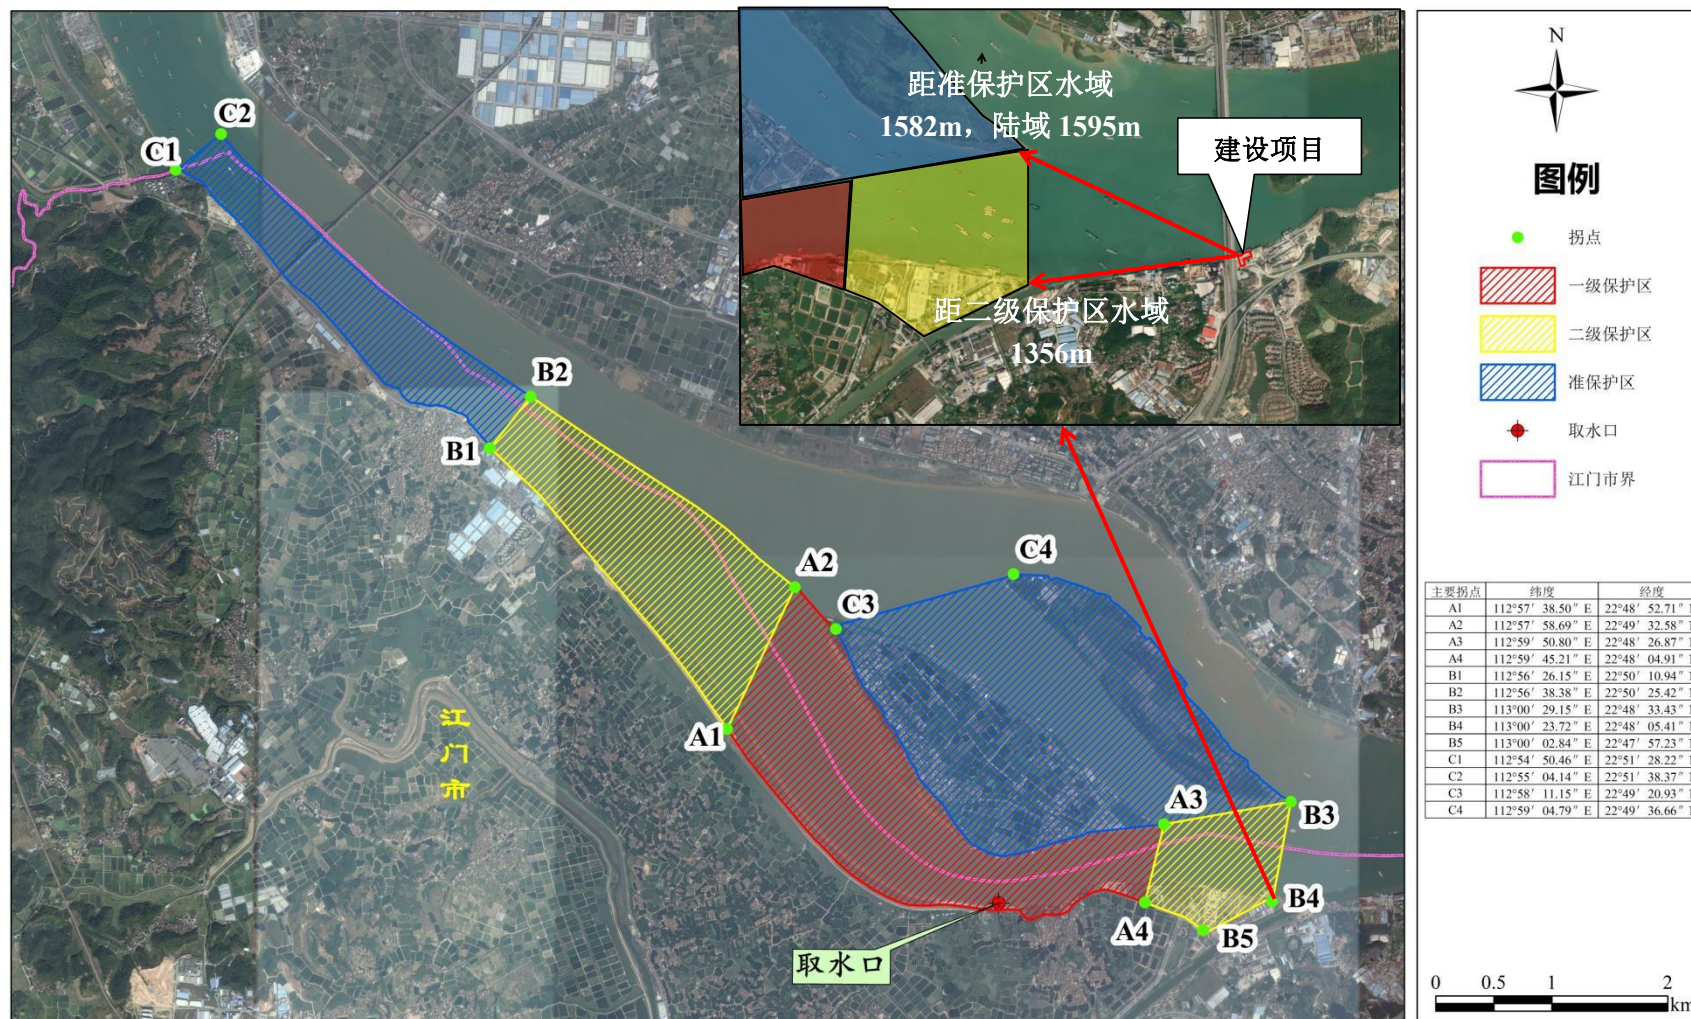 C2
C1
B2
B1
A2
C3
C4
A1
A3
B3
A4
B4
B5
江门市
取水口
距准保护区水域
1582m，陆域 1595m
建设项目
距二级保护区水域
1356m
N
图例
拐点
一级保护区
二级保护区
准保护区
取水口
江门市界
主要拐点 纬度 经度
A1 112°57′38.50″E 22°48′52.71″
A2 112°57′58.69″E 22°49′32.58″
A3 112°59′50.80″E 22°48′26.87″
A4 112°59′45.21″E 22°48′04.91″
B1 112°56′26.15″E 22°50′10.94″
B2 112°56′38.38″E 22°50′25.42″
B3 113°00′29.15″E 22°48′33.43″
B4 113°00′23.72″E 22°48′05.41″
B5 113°00′02.84″E 22°47′57.23″
C1 112°54′50.46″E 22°51′28.22″
C2 112°55′04.14″E 22°51′38.37″
C3 112°58′11.15″E 22°49′20.93″
C4 112°59′04.79″E 22°49′36.66″
0 0.5 1 2
km